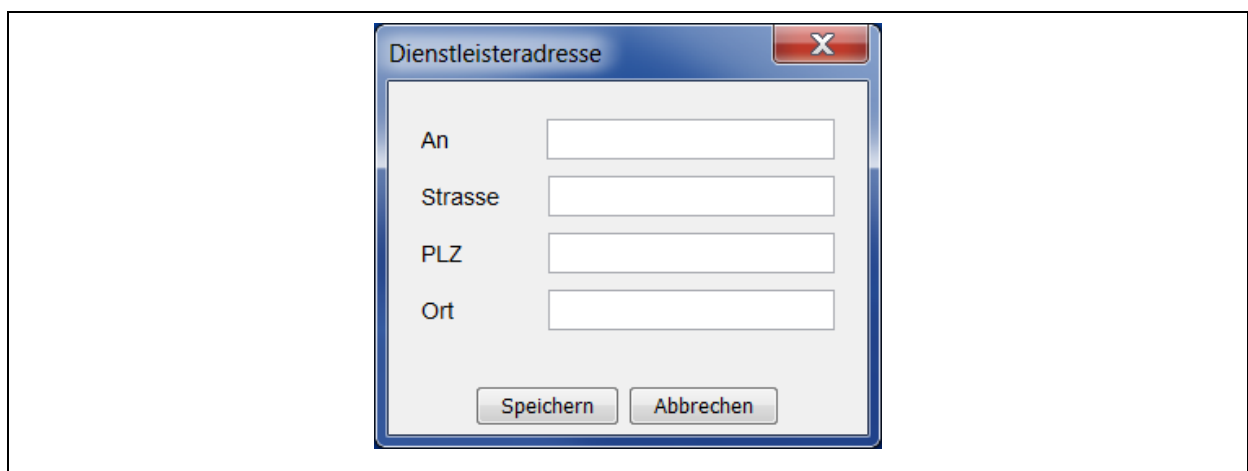 Dienstleisteradresse
An
Strasse
PLZ
Ort
Speichern Abbrechen